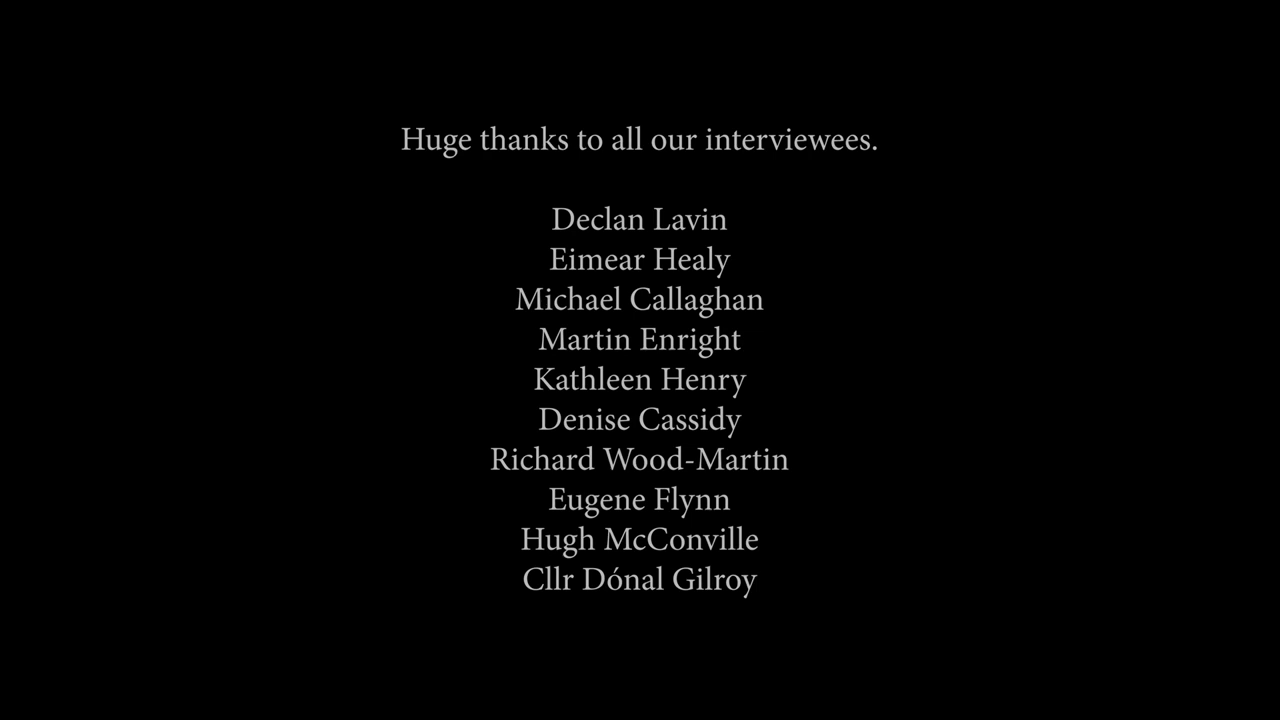 Huge thanks to all our interviewees.
Declan Lavin
Eimear Healy
Michael Callaghan
Martin Enright
Kathleen Henry
Denise Cassidy
Richard Wood-Martin
Eugene Flynn
Hugh McConville
Cllr Dónal Gilroy